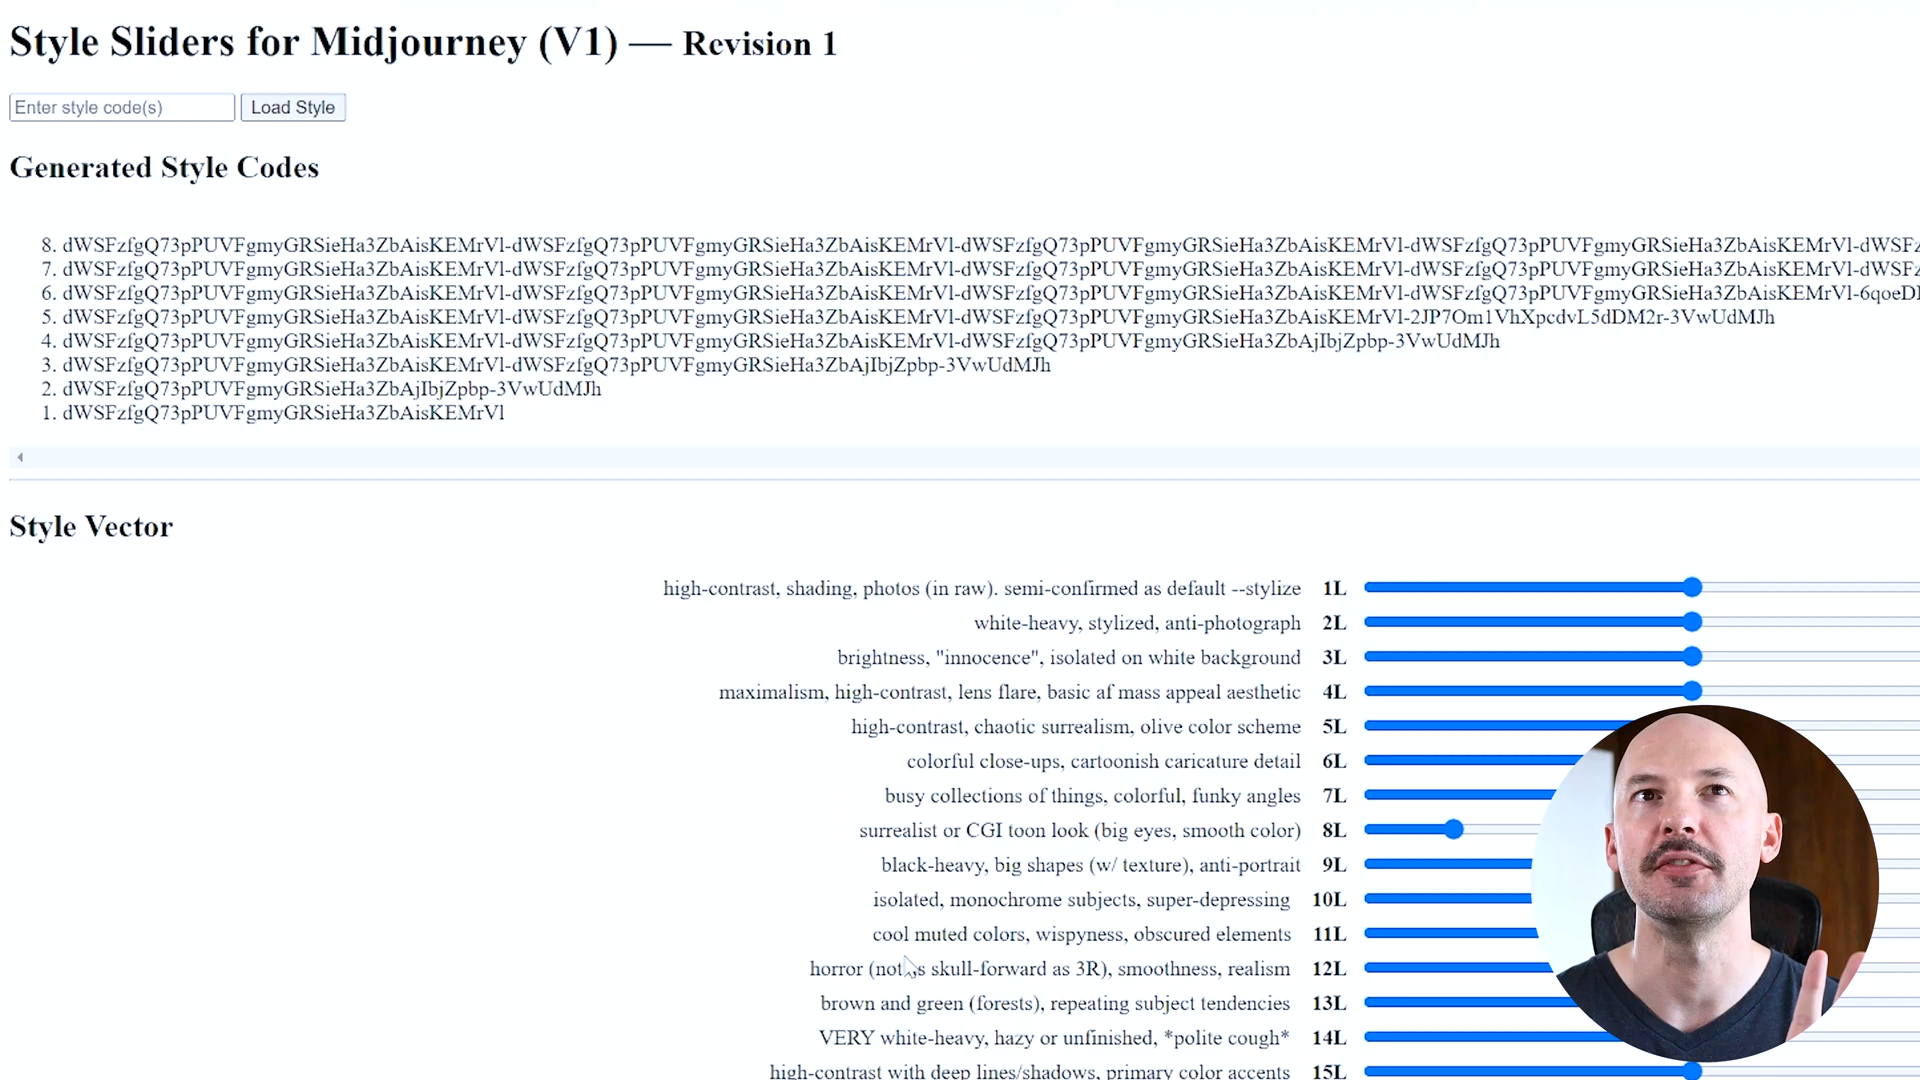 Style Sliders for Midjourney (V1) — Revision 1
Enter style code(s) Load Style
Generated Style Codes
8. dWSFzfgQ73pPUVFgmyGRSieHa3ZbAisKEMrVl-dWSFzfgQ73pPUVFgmyGRSieHa3ZbAisKEMrVl-dWSFzfgQ73pPUVFgmyGRSieHa3ZbAisKEMrVl-dWSFzfgQ73pPUVFgmyGRSieHa3ZbAisKEMrVl-dWSFz
7. dWSFzfgQ73pPUVFgmyGRSieHa3ZbAisKEMrVl-dWSFzfgQ73pPUVFgmyGRSieHa3ZbAisKEMrVl-dWSFzfgQ73pPUVFgmyGRSieHa3ZbAisKEMrVl-dWSFzfgQ73pPUVFgmyGRSieHa3ZbAisKEMrVl-dWSFz
6. dWSFzfgQ73pPUVFgmyGRSieHa3ZbAisKEMrVl-dWSFzfgQ73pPUVFgmyGRSieHa3ZbAisKEMrVl-dWSFzfgQ73pPUVFgmyGRSieHa3ZbAisKEMrVl-dWSFzfgQ73pPUVFgmyGRSieHa3ZbAisKEMrVl-6qoeD
5. dWSFzfgQ73pPUVFgmyGRSieHa3ZbAisKEMrVl-dWSFzfgQ73pPUVFgmyGRSieHa3ZbAisKEMrVl-dWSFzfgQ73pPUVFgmyGRSieHa3ZbAisKEMrVl-2JP7Om1VhXpcdvL5dDM2r-3VwUdMJh
4. dWSFzfgQ73pPUVFgmyGRSieHa3ZbAisKEMrVl-dWSFzfgQ73pPUVFgmyGRSieHa3ZbAisKEMrVl-dWSFzfgQ73pPUVFgmyGRSieHa3ZbAjIbjZpbp-3VwUdMJh
3. dWSFzfgQ73pPUVFgmyGRSieHa3ZbAisKEMrVl-dWSFzfgQ73pPUVFgmyGRSieHa3ZbAjIbjZpbp-3VwUdMJh
2. dWSFzfgQ73pPUVFgmyGRSieHa3ZbAjIbjZpbp-3VwUdMJh
1. dWSFzfgQ73pPUVFgmyGRSieHa3ZbAisKEMrVl
Style Vector
high-contrast, shading, photos (in raw). semi-confirmed as default --stylize 1L
white-heavy, stylized, anti-photograph 2L
brightness, "innocence", isolated on white background 3L
maximalism, high-contrast, lens flare, basic af mass appeal aesthetic 4L
high-contrast, chaotic surrealism, olive color scheme 5L
colorful close-ups, cartoonish caricature detail 6L
busy collections of things, colorful, funky angles 7L
surrealist or CGI toon look (big eyes, smooth color) 8L
black-heavy, big shapes (w/ texture), anti-portrait 9L
isolated, monochrome subjects, super-depressing 10L
cool muted colors, wispyness, obscured elements 11L
horror (not as skull-forward as 3R), smoothness, realism 12L
brown and green (forests), repeating subject tendencies 13L
VERY white-heavy, hazy or unfinished, *polite cough* 14L
high-contrast with deep lines/shadows, primary color accents 15L